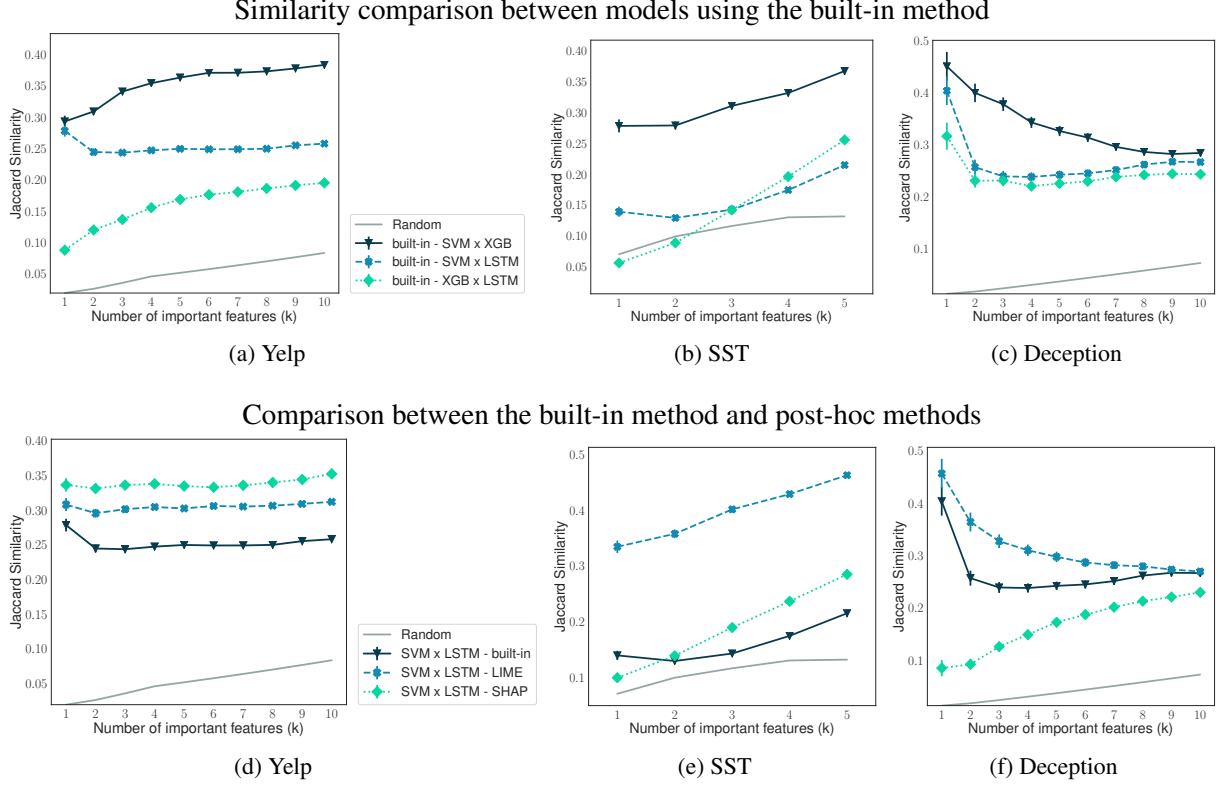 Similarity comparison between models using the built-in method
0.40
0.35
0.30
0.25
0.20
0.15
0.10
0.05
Jaccard Similarity
1 2 3 4 5 6 7 8 9 10
Number of important features (k)
Random
built-in - SVM x XGB
built-in - SVM x LSTM
built-in - XGB x LSTM
(a) Yelp
0.40
0.35
0.30
0.25
0.20
0.15
0.10
0.05
Jaccard Similarity
1 2 3 4 5
Number of important features (k)
(b) SST
0.5
0.4
0.3
0.2
0.1
Jaccard Similarity
1 2 3 4 5 6 7 8 9 10
Number of important features (k)
(c) Deception
Comparison between the built-in method and post-hoc methods
0.40
0.35
0.30
0.25
0.20
0.15
0.10
0.05
Jaccard Similarity
1 2 3 4 5 6 7 8 9 10
Number of important features (k)
Random
SVM x LSTM - built-in
SVM x LSTM - LIME
SVM x LSTM - SHAP
(d) Yelp
0.5
0.4
0.3
0.2
0.1
Jaccard Similarity
1 2 3 4 5
Number of important features (k)
(e) SST
0.5
0.4
0.3
0.2
0.1
Jaccard Similarity
1 2 3 4 5 6 7 8 9 10
Number of important features (k)
(f) Deception